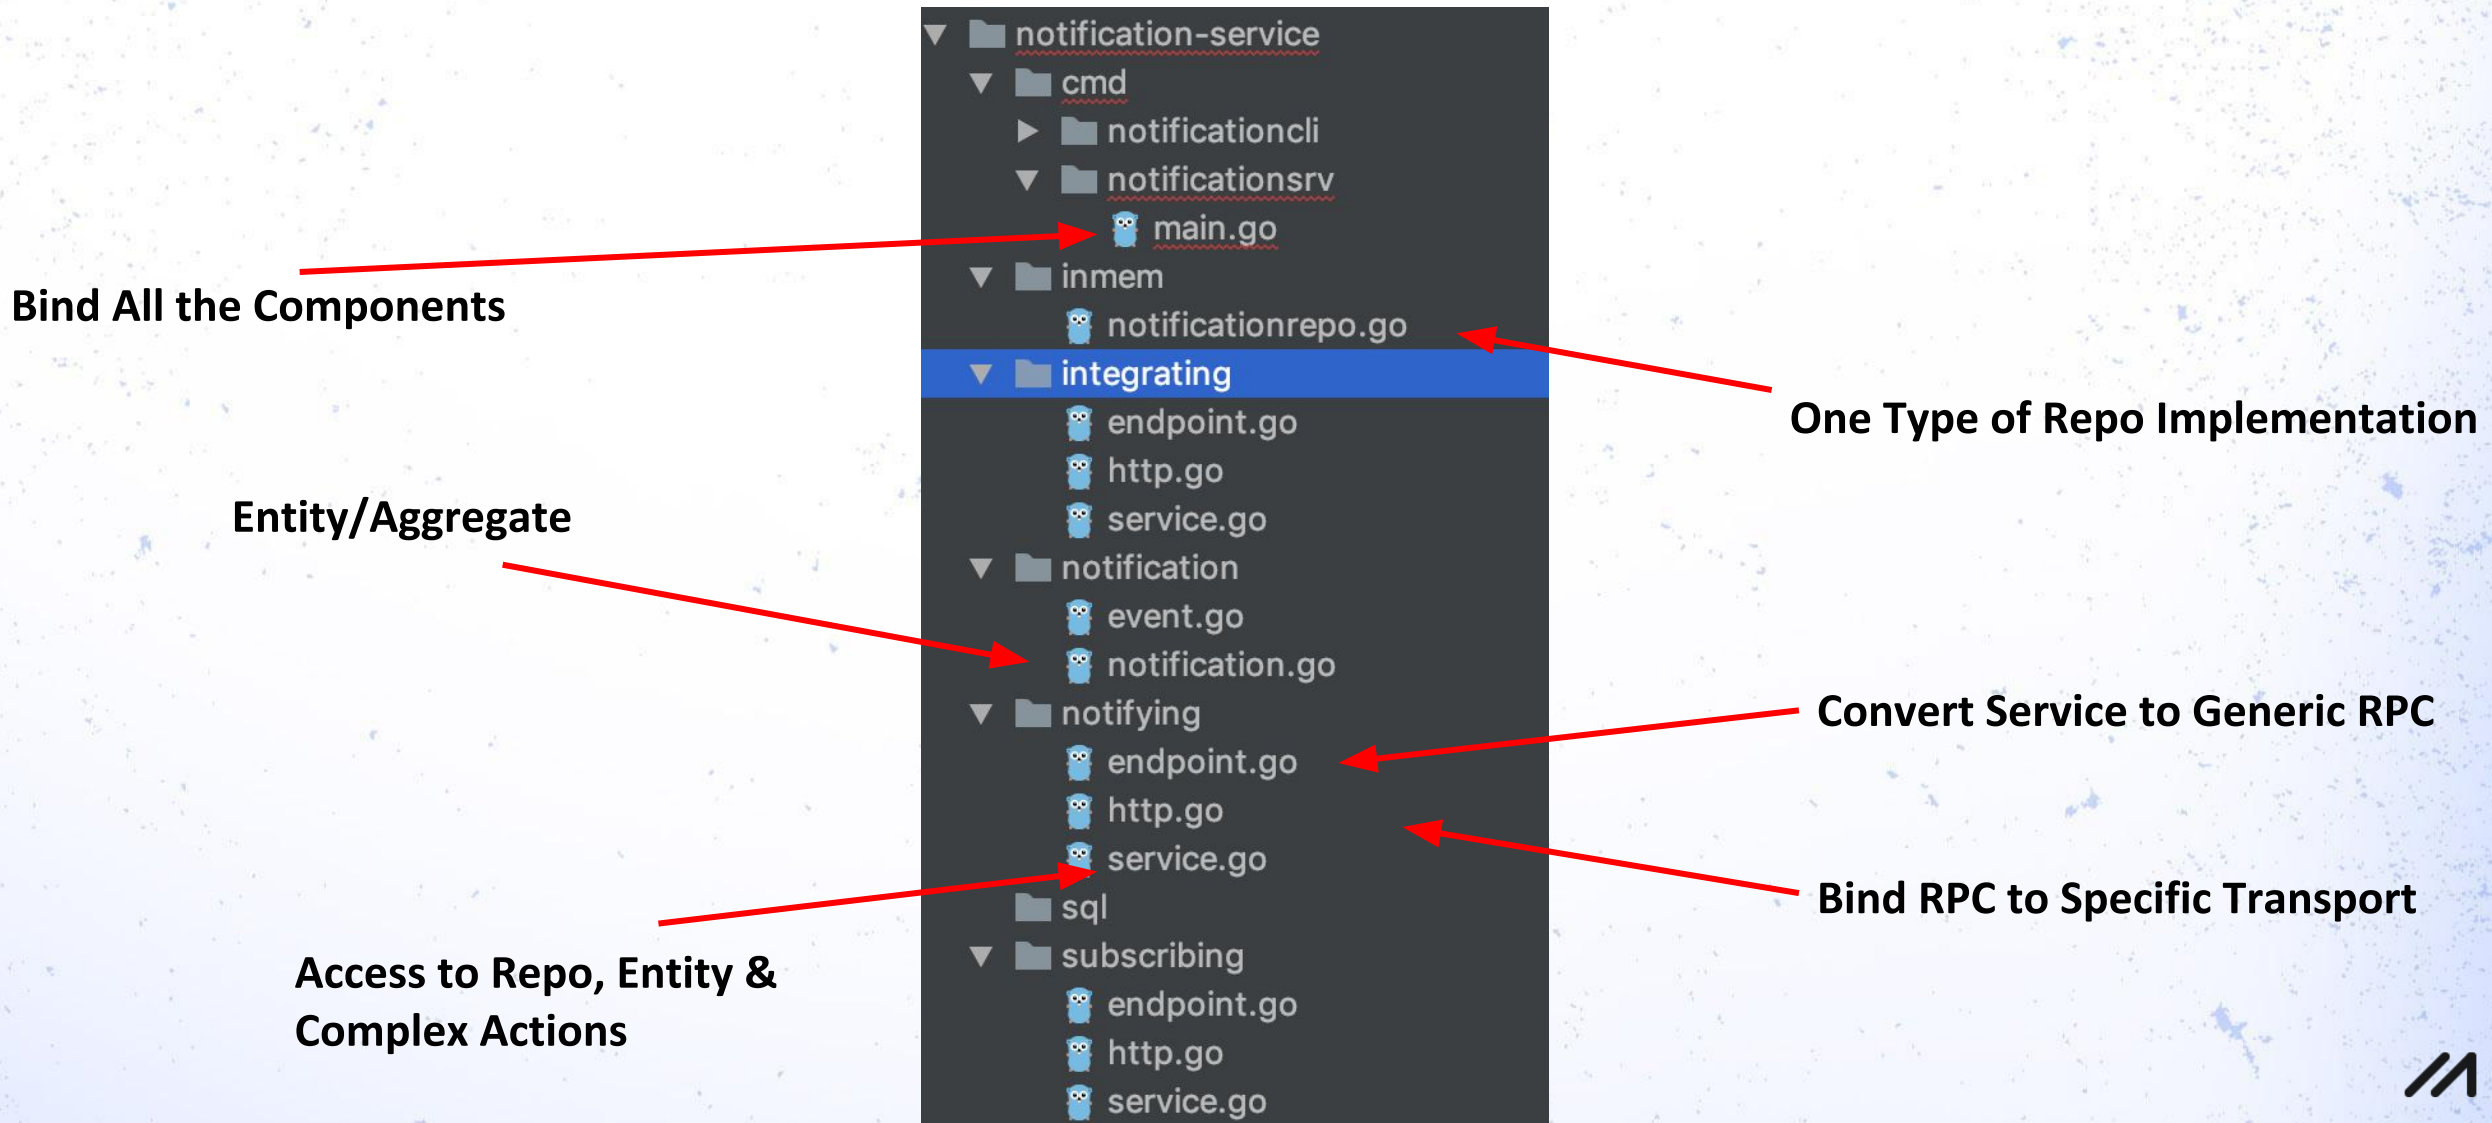 notification-service
cmd
notificationcli
notificationsrv
main.go
inmem
notificationrepo.go
integrating
endpoint.go
http.go
service.go
notification
event.go
notification.go
notifying
endpoint.go
http.go
service.go
sql
subscribing
endpoint.go
http.go
service.go
Bind All the Components
Entity/Aggregate
Access to Repo, Entity &
Complex Actions
One Type of Repo Implementation
Convert Service to Generic RPC
Bind RPC to Specific Transport